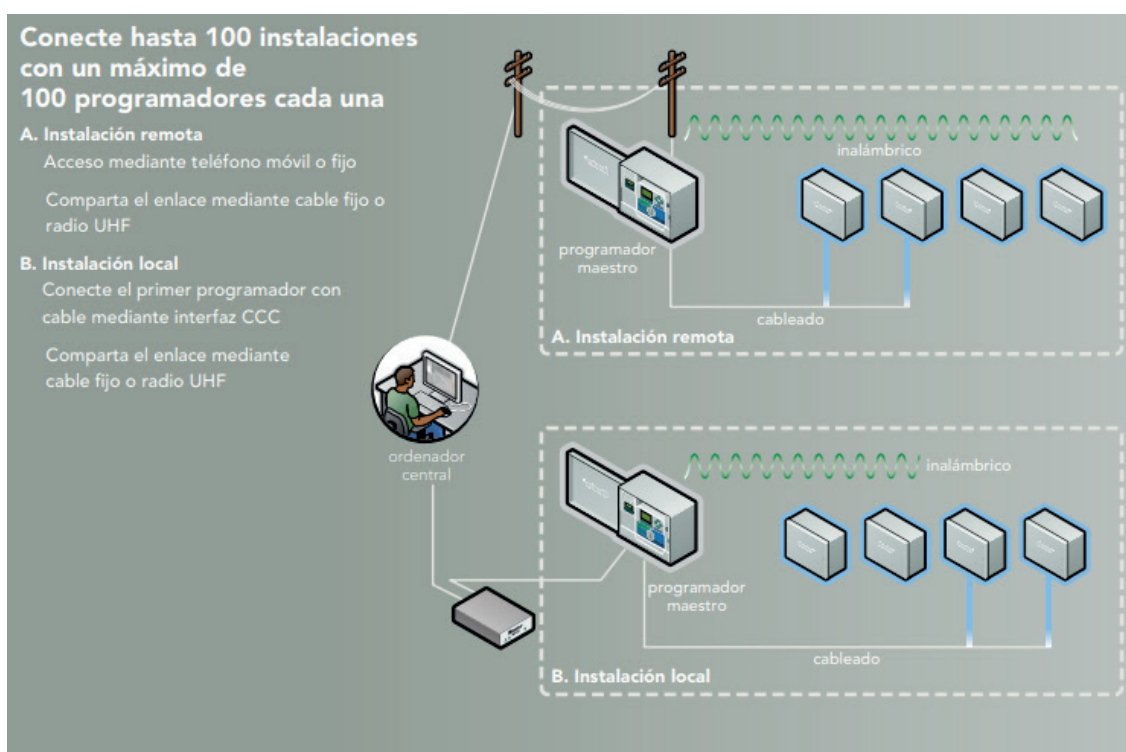 Conecte hasta 100 instalaciones
con un máximo de
100 programadores cada una
A. Instalación remota
Acceso mediante teléfono móvil o fijo
Comparta el enlace mediante cable fijo o
radio UHF
B. Instalación local
Conecte el primer programador con
cable mediante interfaz CCC
Comparta el enlace mediante
cable fijo o radio UHF
ordenador
central
inalámbrico
programador
maestro
cableado
A. Instalación remota
inalámbrico
programador
maestro
cableado
B. Instalación local